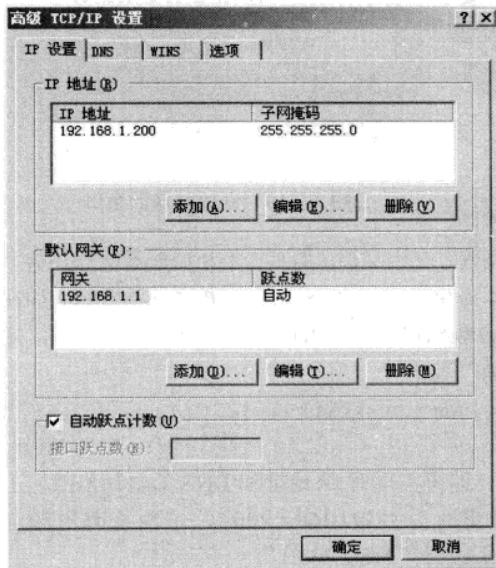 高级 TCP/IP 设置
IP 设置 DNS WINS 选项
IP 地址(R)
IP 地址 子网掩码
192.168.1.200 255.255.255.0
添加(A)... 编辑(E)... 删除(V)
默认网关(F):
网关 跃点数
192.168.1.1 自动
添加(D)... 编辑(T)... 删除(M)
自动跃点计数(U)
接口跃点数(N):
确定 取消